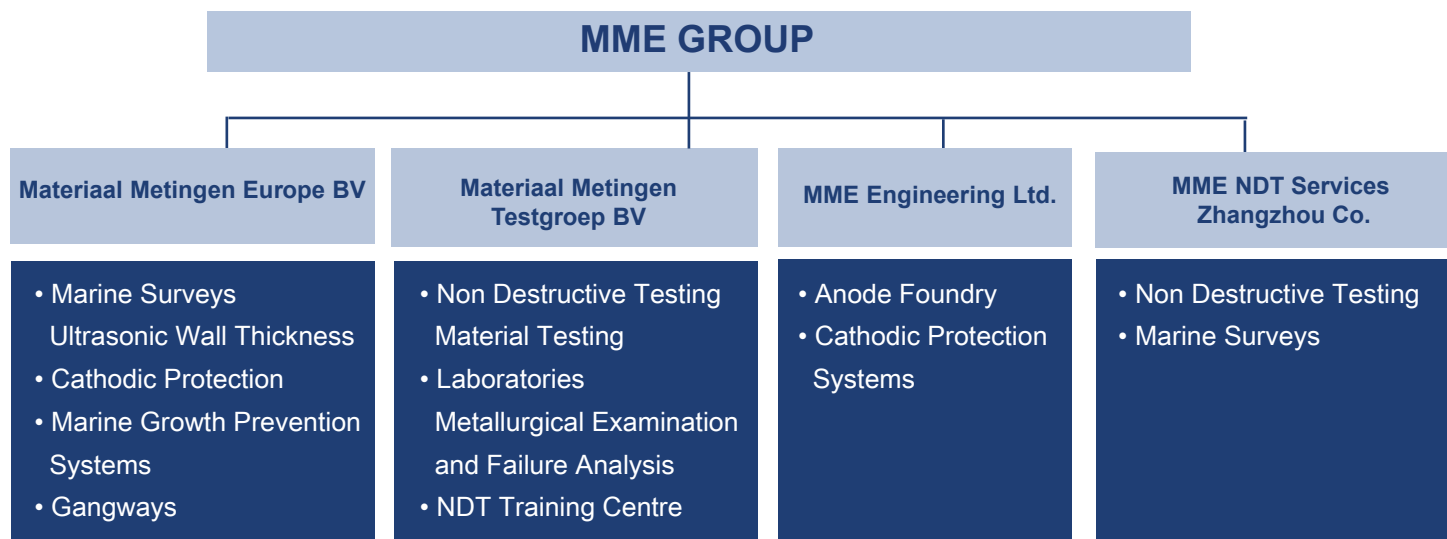 MME GROUP
Materiaal Metingen Europe BV
• Marine Surveys
Ultrasonic Wall Thickness
• Cathodic Protection
• Marine Growth Prevention
Systems
• Gangways
Materiaal Metingen
Testgroep BV
• Non Destructive Testing
Material Testing
• Laboratories
Metallurgical Examination
and Failure Analysis
• NDT Training Centre
MME Engineering Ltd.
• Anode Foundry
• Cathodic Protection
Systems
MME NDT Services
Zhangzhou Co.
• Non Destructive Testing
• Marine Surveys